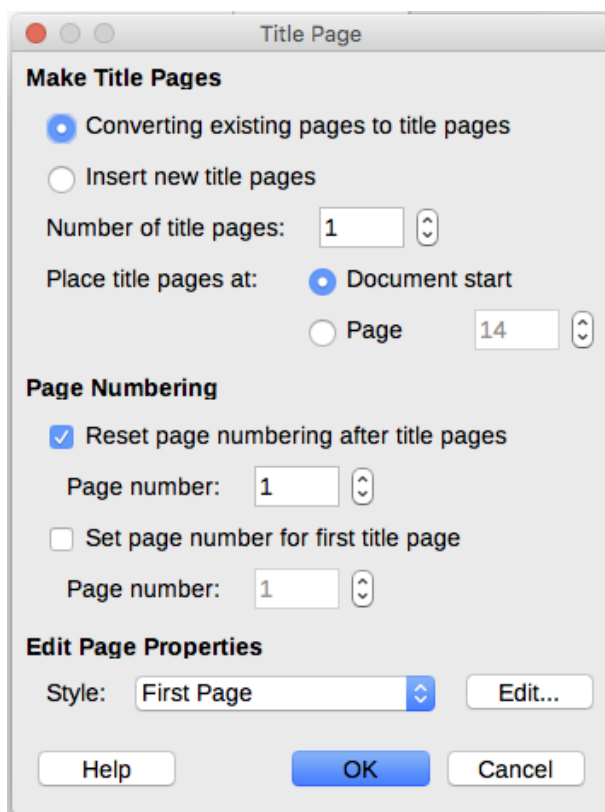 Title Page
Make Title Pages
Converting existing pages to title pages
Insert new title pages
Number of title pages: 1
Place title pages at: Document start
Page 14
Page Numbering
Reset page numbering after title pages
Page number: 1
Set page number for first title page
Page number: 1
Edit Page Properties
Style: First Page Edit...
Help OK Cancel